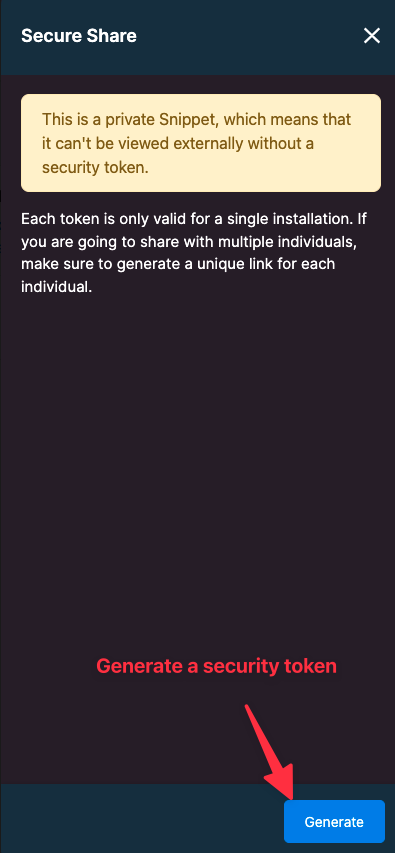 Secure Share
This is a private Snippet, which means that
it can't be viewed externally without a
security token.
Each token is only valid for a single installation. If
you are going to share with multiple individuals,
make sure to generate a unique link for each
individual.
Generate a security token
Generate